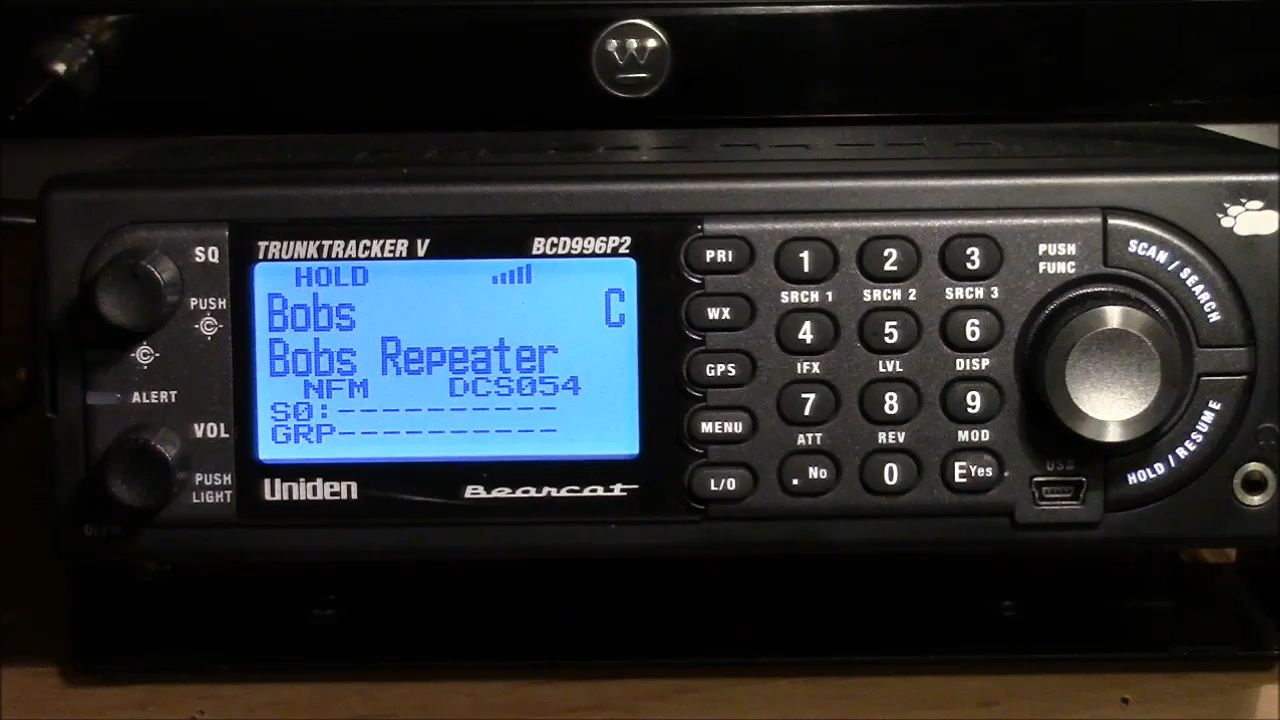 W
TRUNKTRACKER V
BCD996P2
HOLD
Bobs C
Bobs Repeater
NFM DCS054
S0:----------
GRP----------
Uniden
Bearcat
SQ
PUSH
C
C
ALERT
VOL
PUSH
LIGHT
PRI
WX
GPS
MENU
L/O
1 2 3
SRCH 1 SRCH 2 SRCH 3
4 5 6
IFX LVL DISP
7 8 9
ATT REV MOD
. No 0 E Yes
PUSH
FUNC
SCAN / SEARCH
HOLD / RESUME
USB